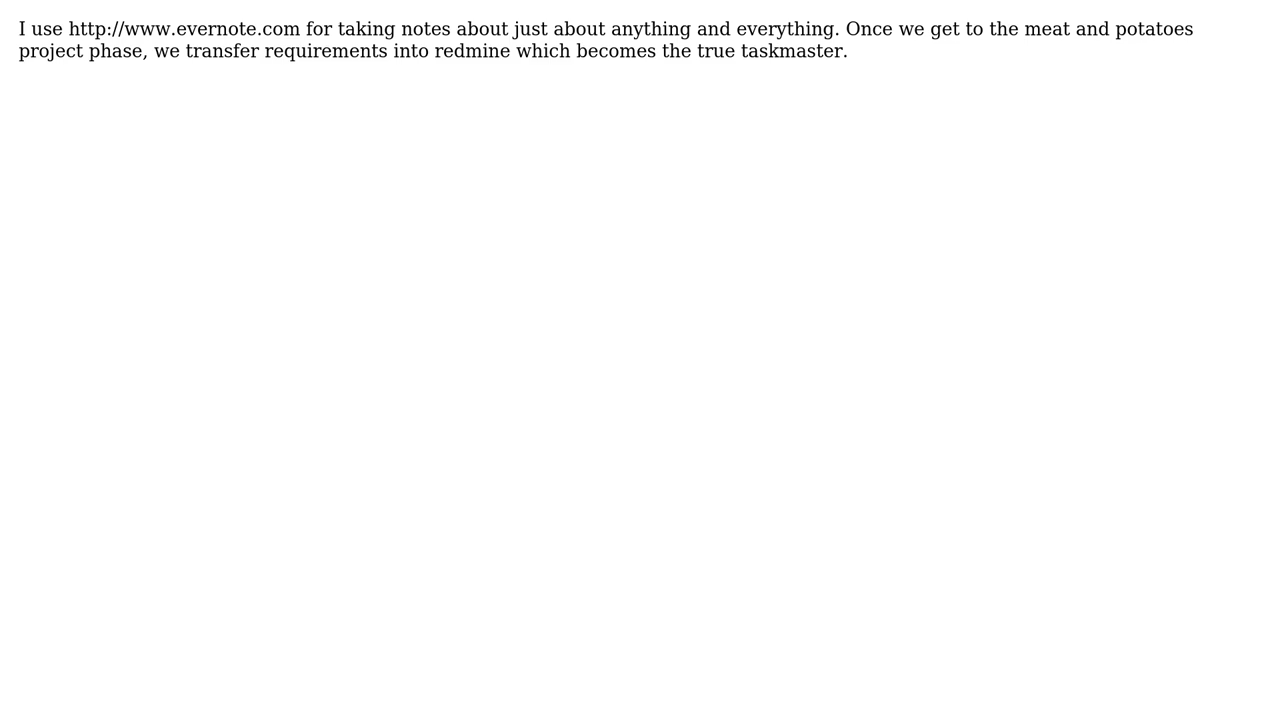 I use http://www.evernote.com for taking notes about just about anything and everything. Once we get to the meat and potatoes
project phase, we transfer requirements into redmine which becomes the true taskmaster.